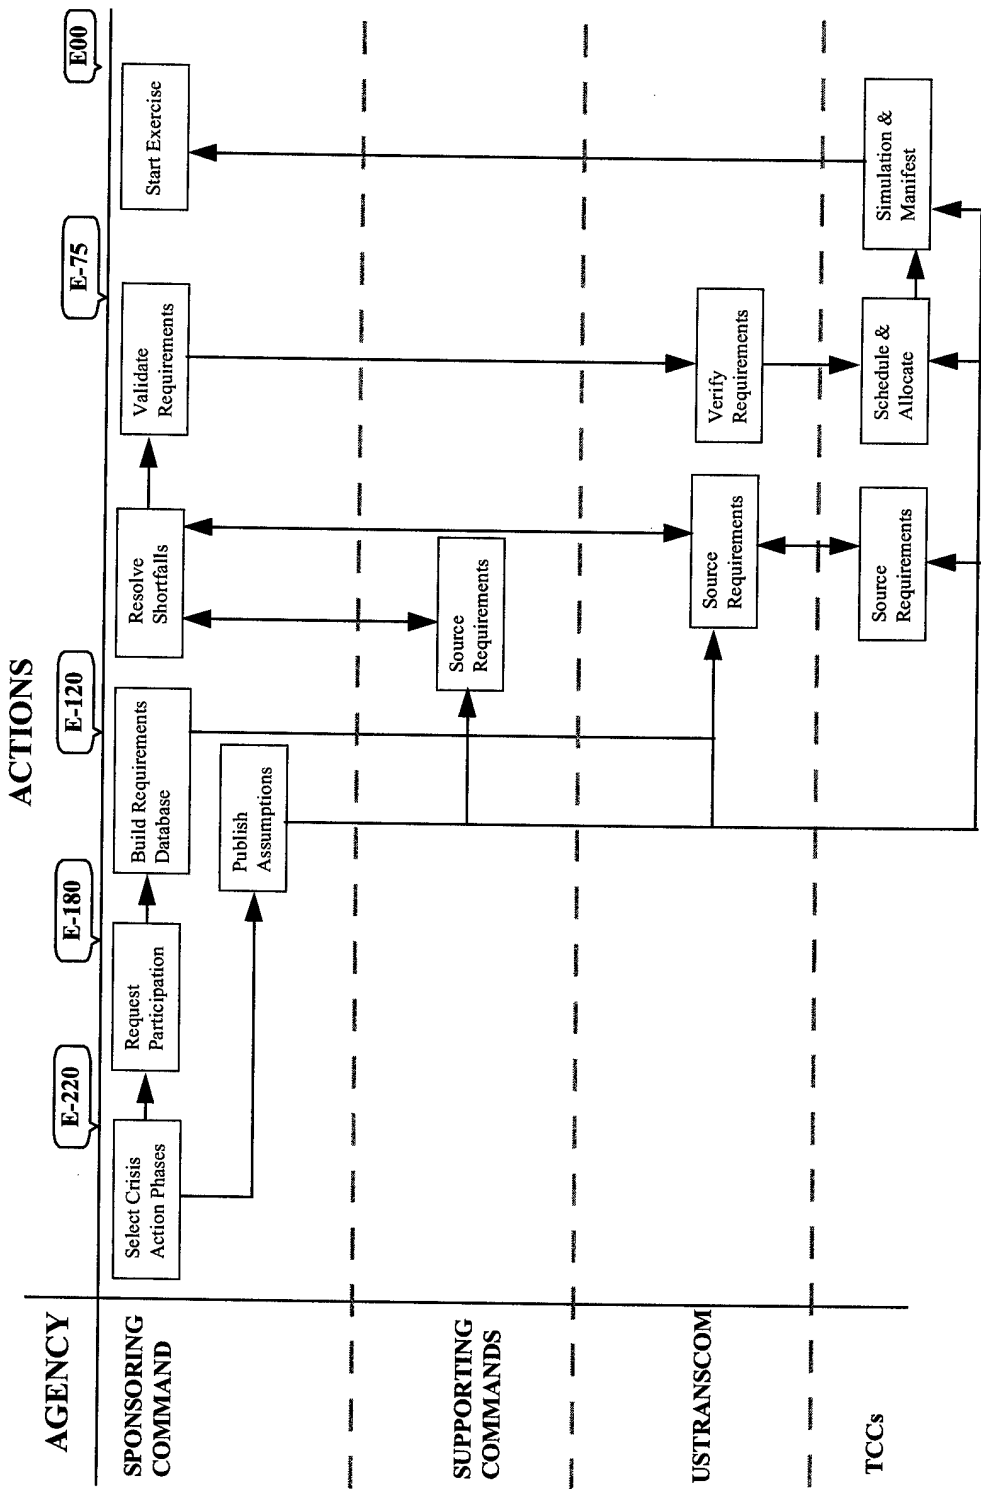 ACTIONS
AGENCY
E-220
E-180
E-120
E-75
E00
SPONSORING
COMMAND
Select Crisis
Action Phases
Request
Participation
Build Requirements
Database
Resolve
Shortfalls
Validate
Requirements
Start Exercise
Publish
Assumptions
SUPPORTING
COMMANDS
Source
Requirements
USTRANSCOM
Source
Requirements
Verify
Requirements
TCCs
Source
Requirements
Schedule &
Allocate
Simulation &
Manifest